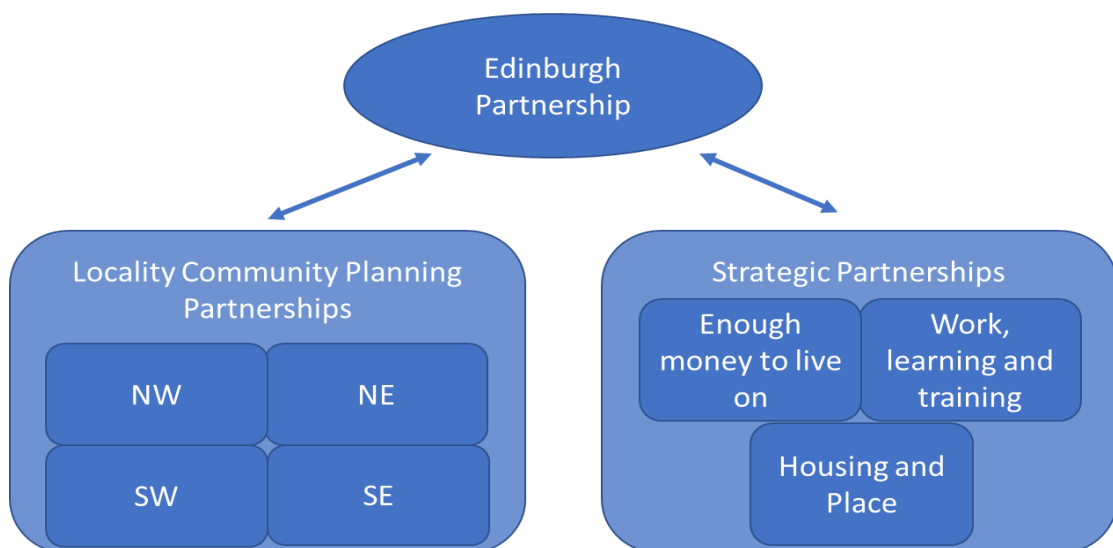 Edinburgh
Partnership
Locality Community Planning
Partnerships
NW
NE
SW
SE
Strategic Partnerships
Enough
money to live
on
Work,
learning and
training
Housing and
Place